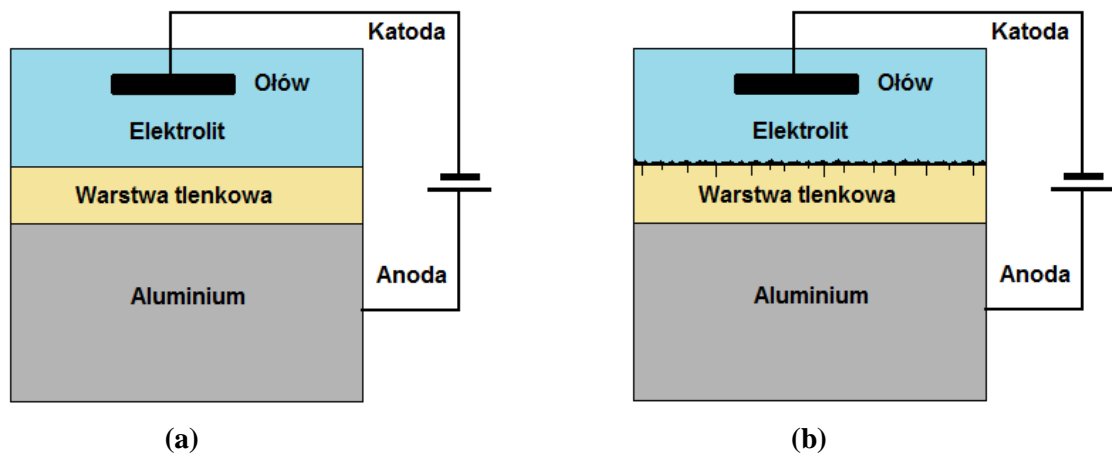 Katoda
Ołów
Elektrolit
Warstwa tlenkowa
Anoda
Aluminium
(a)
Katoda
Ołów
Elektrolit
Warstwa tlenkowa
Anoda
Aluminium
(b)